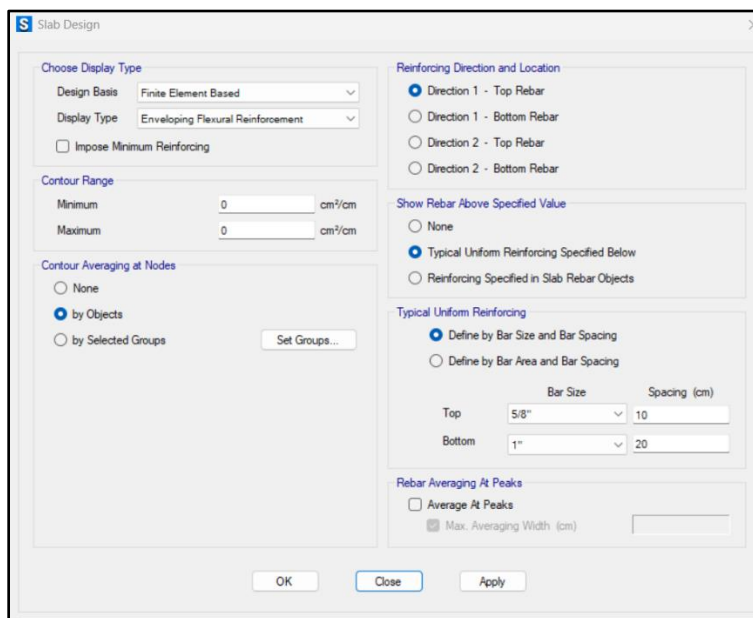 S Slab Design
Choose Display Type
Design Basis Finite Element Based
Display Type Enveloping Flexural Reinforcement
Impose Minimum Reinforcing
Contour Range
Minimum 0 cm²/cm
Maximum 0 cm²/cm
Contour Averaging at Nodes
None
by Objects
by Selected Groups Set Groups...
Reinforcing Direction and Location
Direction 1 - Top Rebar
Direction 1 - Bottom Rebar
Direction 2 - Top Rebar
Direction 2 - Bottom Rebar
Show Rebar Above Specified Value
None
Typical Uniform Reinforcing Specified Below
Reinforcing Specified in Slab Rebar Objects
Typical Uniform Reinforcing
Define by Bar Size and Bar Spacing
Define by Bar Area and Bar Spacing
Bar Size Spacing (cm)
Top 5/8" 10
Bottom 1" 20
Rebar Averaging At Peaks
Average At Peaks
Max. Averaging Width (cm)
OK Close Apply